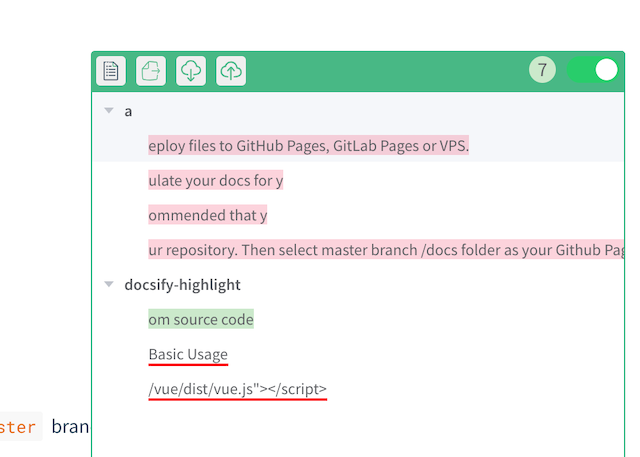 7
a
eploy files to GitHub Pages, GitLab Pages or VPS.
ulate your docs for y
ommended that y
ur repository. Then select master branch /docs folder as your Github Pag
docsify-highlight
om source code
Basic Usage
/vue/dist/vue.js"></script>
ster bran